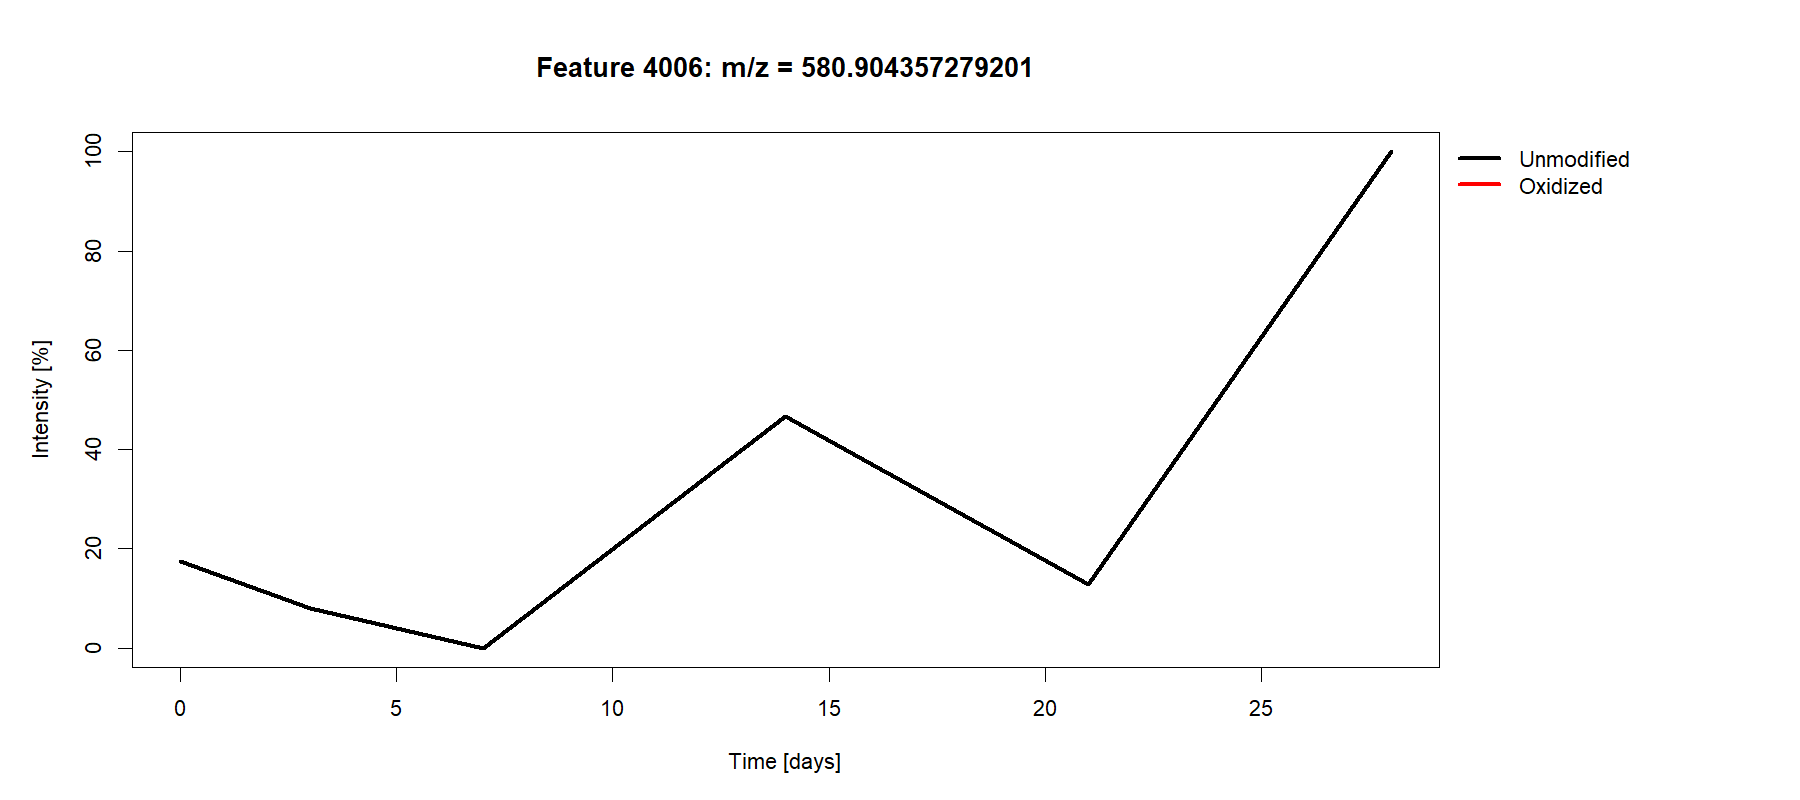 Feature 4006: m/z = 580.904357279201
Unmodified
Oxidized
Intensity [%]
100
80
60
40
20
0
0 5 10 15 20 25
Time [days]